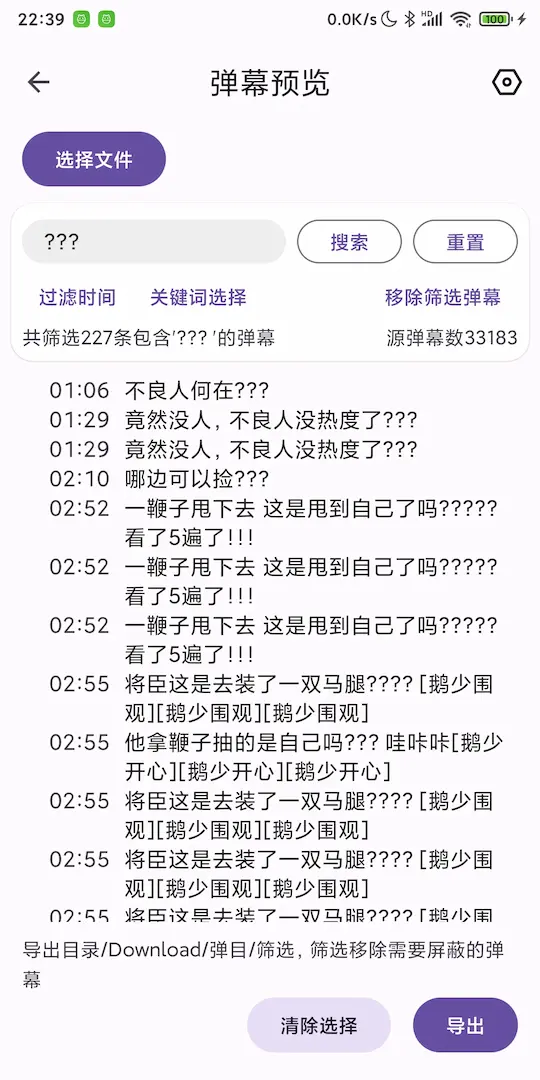 22:39 0.0K/s HD 100
弹幕预览
选择文件
??? 搜索 重置
过滤时间 关键词选择 移除筛选弹幕
共筛选227条包含'??? '的弹幕 源弹幕数33183
01:06 不良人何在???
01:29 竟然没人，不良人没热度了???
01:29 竟然没人，不良人没热度了???
02:10 哪边可以捡???
02:52 一鞭子甩下去 这是甩到自己了吗?????
看了5遍了!!!
02:52 一鞭子甩下去 这是甩到自己了吗?????
看了5遍了!!!
02:52 一鞭子甩下去 这是甩到自己了吗?????
看了5遍了!!!
02:55 将臣这是去装了一双马腿???? [鹅少围
观][鹅少围观][鹅少围观]
02:55 他拿鞭子抽的是自己吗??? 哇咔咔[鹅少
开心][鹅少开心][鹅少开心]
02:55 将臣这是去装了一双马腿???? [鹅少围
观][鹅少围观][鹅少围观]
02:55 将臣这是去装了一双马腿???? [鹅少围
观][鹅少围观][鹅少围观]
02:55 将臣这是去装了一双马腿???? [鹅少围
导出目录/Download/弹目/筛选，筛选移除需要屏蔽的弹
幕
清除选择 导出